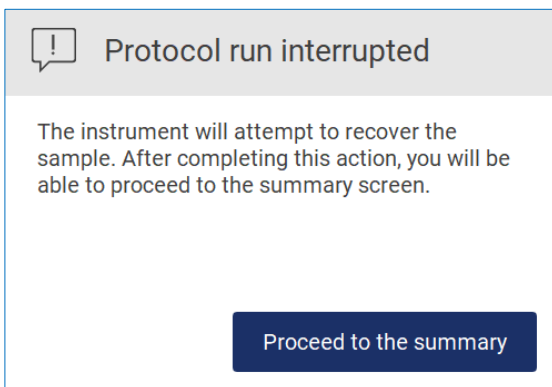 Protocol run interrupted
The instrument will attempt to recover the
sample. After completing this action, you will be
able to proceed to the summary screen.
Proceed to the summary